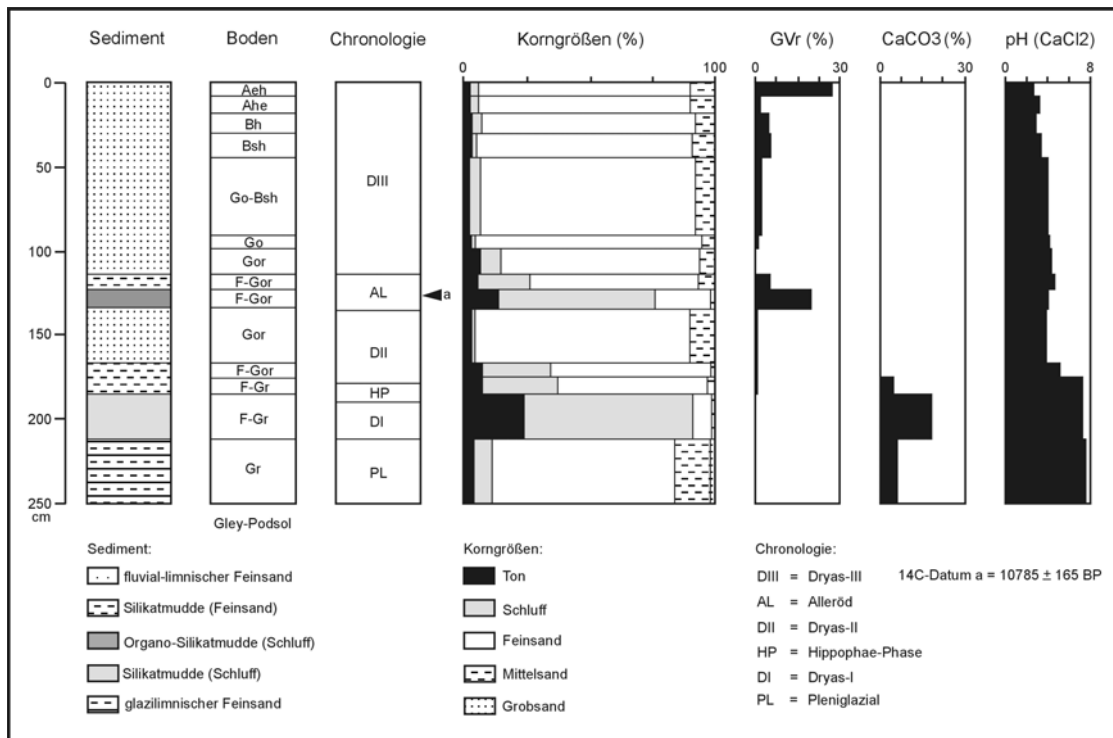 Sediment Boden Chronologie Korngrößen (%) GVr (%) CaCO3 (%) pH (CaCl2)
0 100 0 30 0 30 0 8
0
50
100
150
200
250
cm
Aeh
Ahe
Bh
Bsh
Go-Bsh
Go
Gor
F-Gor
F-Gor
Gor
F-Gor
F-Gr
F-Gr
Gr
Gley-Podsol
DIII
AL
a
DII
HP
DI
PL
Sediment:
fluvial-limnischer Feinsand
Silikatmudde (Feinsand)
Organo-Silikatmudde (Schluff)
Silikatmudde (Schluff)
glazilimnischer Feinsand
Korngrößen:
Ton
Schluff
Feinsand
Mittelsand
Grobsand
Chronologie:
DIII = Dryas-III
AL = Alleröd
DII = Dryas-II
HP = Hippophae-Phase
DI = Dryas-I
PL = Pleniglazial
14C-Datum a = 10785 ± 165 BP